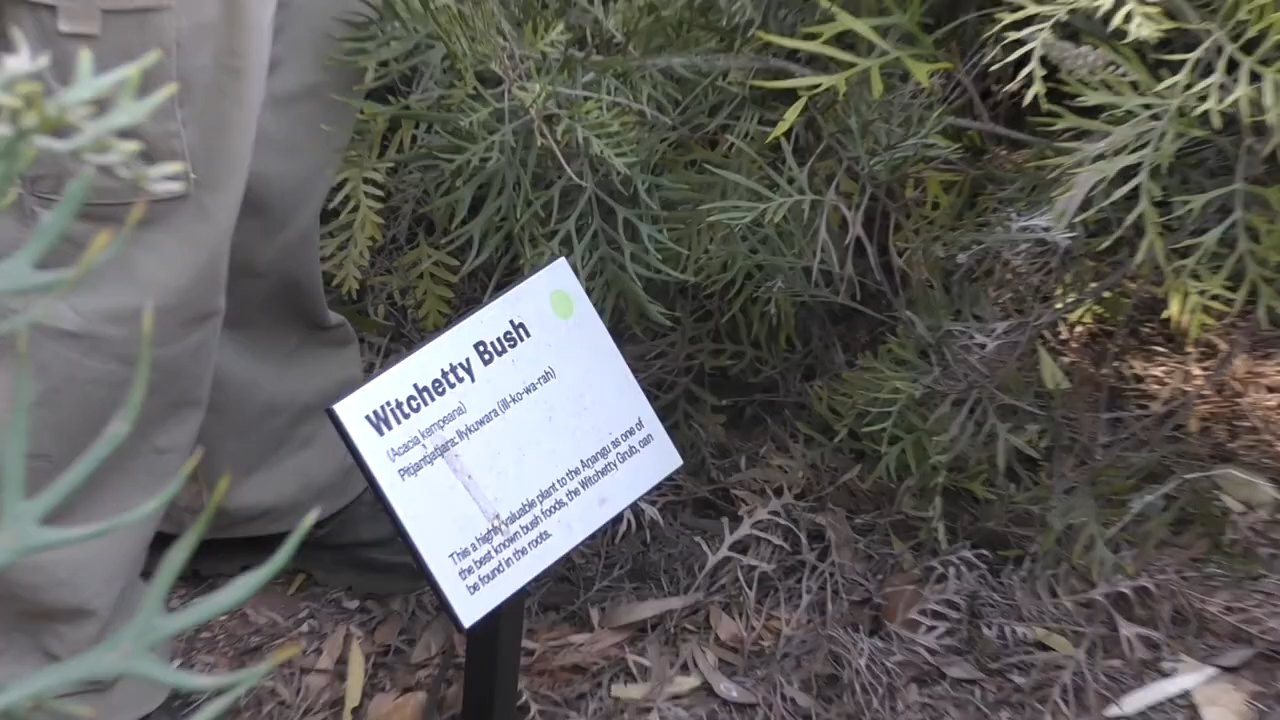 Witchetty Bush
(Acacia kempeana)
Pitjantjatjara: Ilykuwara (ill-ko-wa-rah)
This a highly valuable plant to the Anangu as one of
the best known bush foods, the Witchetty Grub, can
be found in the roots.